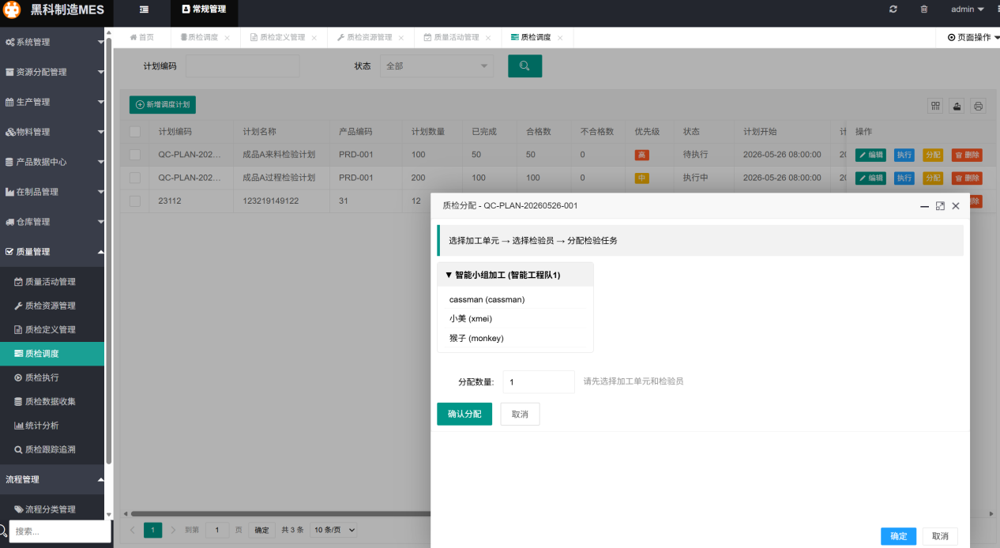 黑科制造MES
常规管理
admin
系统管理
资源分配管理
生产管理
物料管理
产品数据中心
在制品管理
仓库管理
质量管理
质量活动管理
质检资源管理
质检定义管理
质检调度
质检执行
质检数据收集
统计分析
质检跟踪追溯
流程管理
流程分类管理
搜索...
首页 质检调度 质检定义管理 质检资源管理 质量活动管理 质检调度 页面操作
计划编码 状态 全部
新增调度计划
计划编码 计划名称 产品编码 计划数量 已完成 合格数 不合格数 优先级 状态 计划开始 计 操作
QC-PLAN-202... 成品A来料检验计划 PRD-001 100 50 50 0 高 待执行 2026-05-26 08:00:00 20 编辑 执行 分配 删除
QC-PLAN-202... 成品A过程检验计划 PRD-001 200 100 100 0 中 执行中 2026-05-26 08:00:00 20 编辑 执行 分配 删除
23112 123219149122 31 12 除
质检分配 - QC-PLAN-20260526-001
选择加工单元 → 选择检验员 → 分配检验任务
▼ 智能小组加工 (智能工程队1)
cassman (cassman)
小美 (xmei)
猴子 (monkey)
分配数量: 1 请先选择加工单元和检验员
确认分配 取消
确定 取消
1 到第 1 页 确定 共 3 条 10 条/页